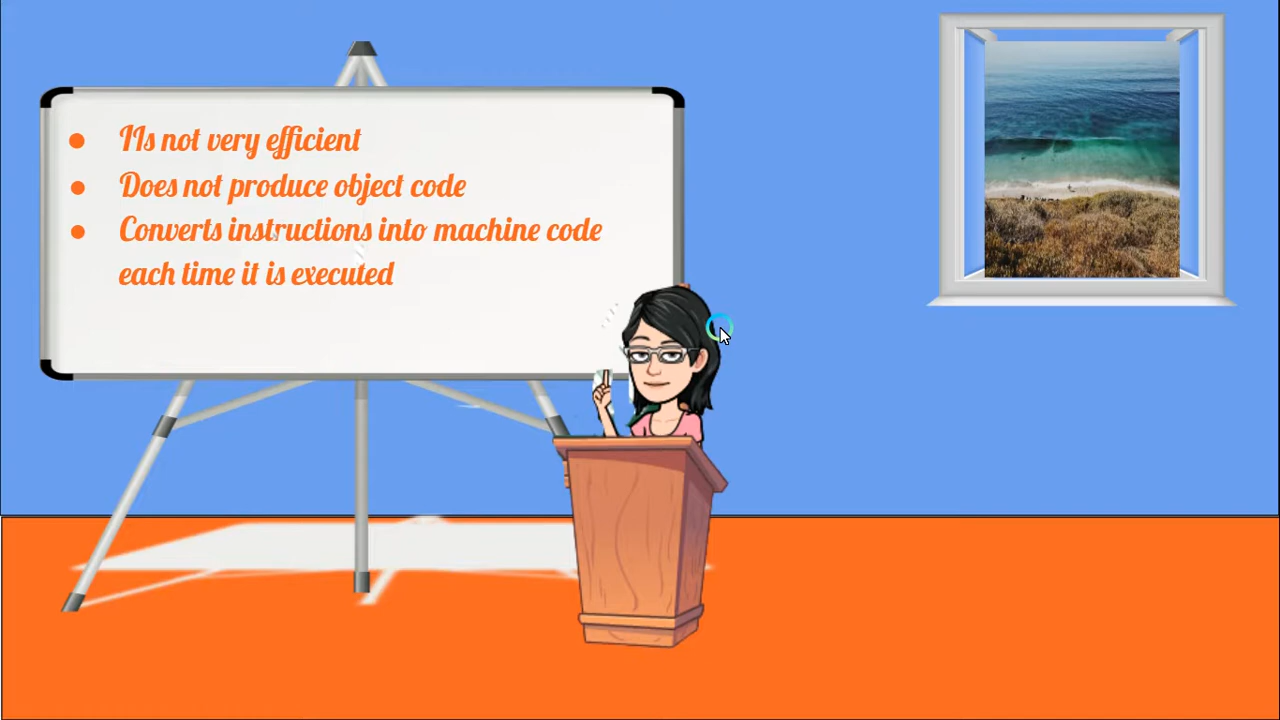 ● IIs not very efficient
● Does not produce object code
● Converts instructions into machine code
each time it is executed